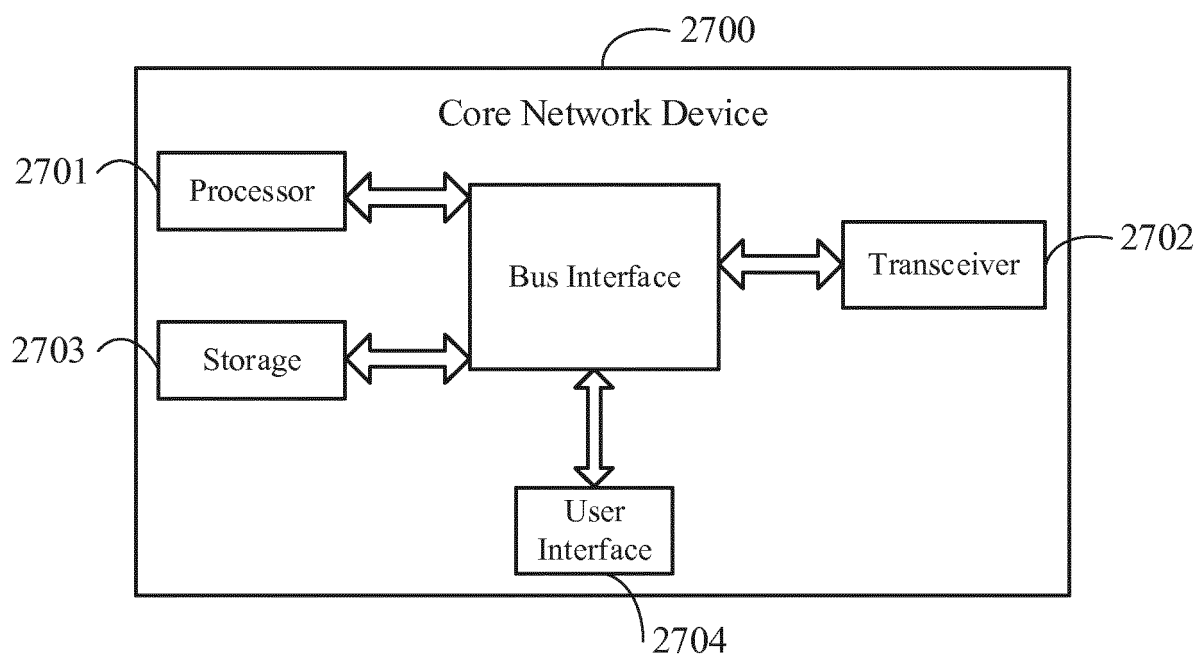 2700
Core Network Device
2701
Processor
Bus Interface
Transceiver
2702
2703
Storage
User
Interface
2704